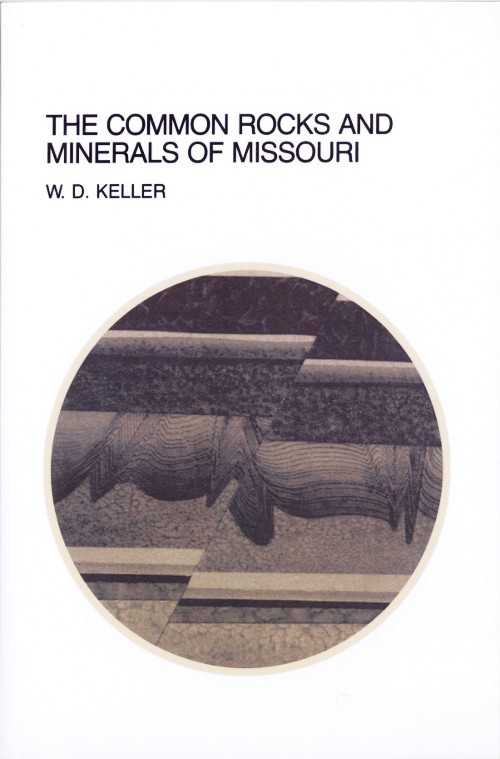 THE COMMON ROCKS AND
MINERALS OF MISSOURI
W. D. KELLER